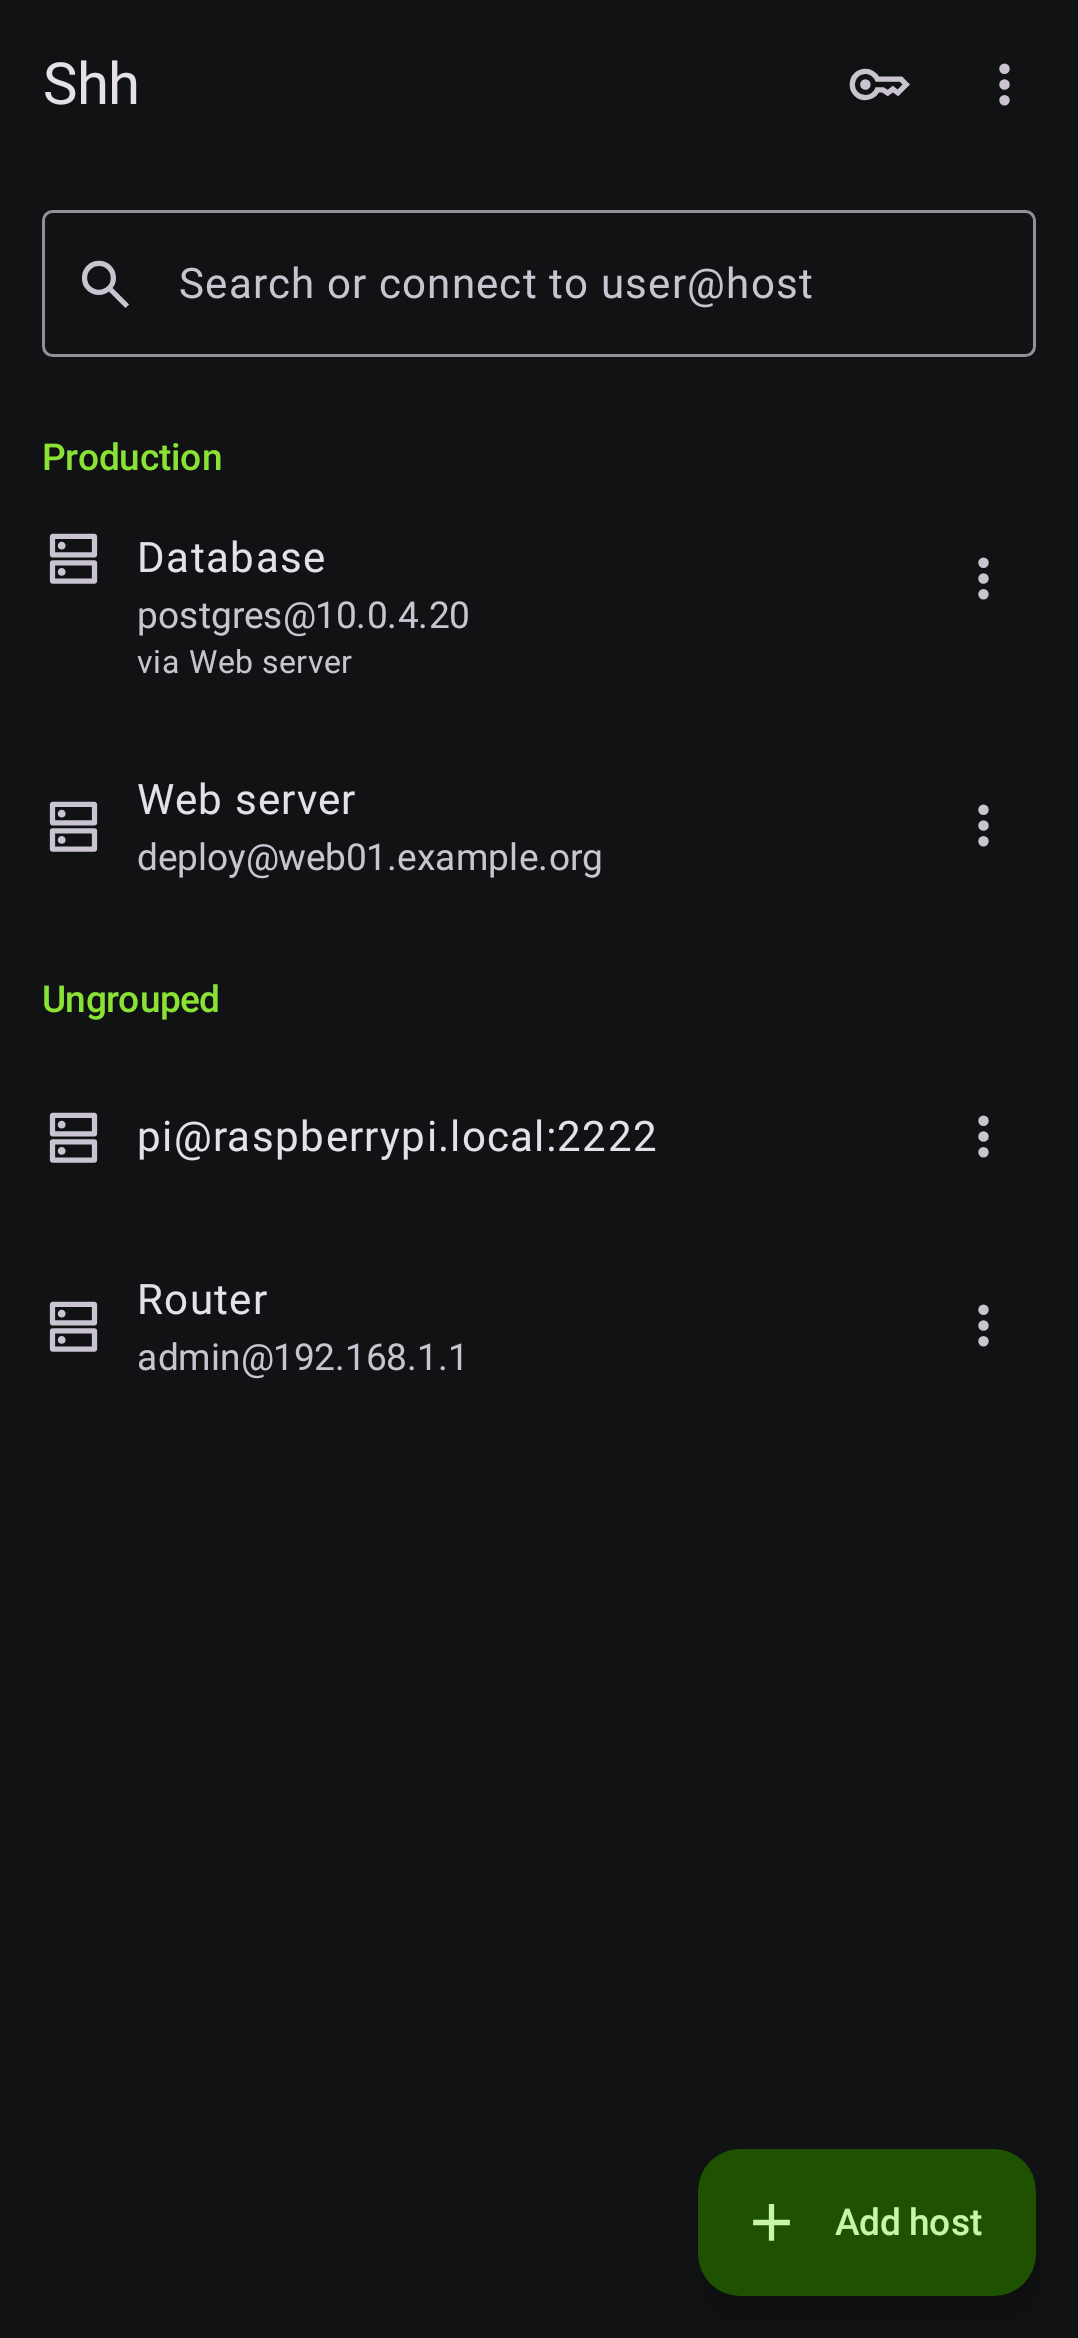 Shh
Search or connect to user@host
Production
Database
postgres@10.0.4.20
via Web server
Web server
deploy@web01.example.org
Ungrouped
pi@raspberrypi.local:2222
Router
admin@192.168.1.1
Add host